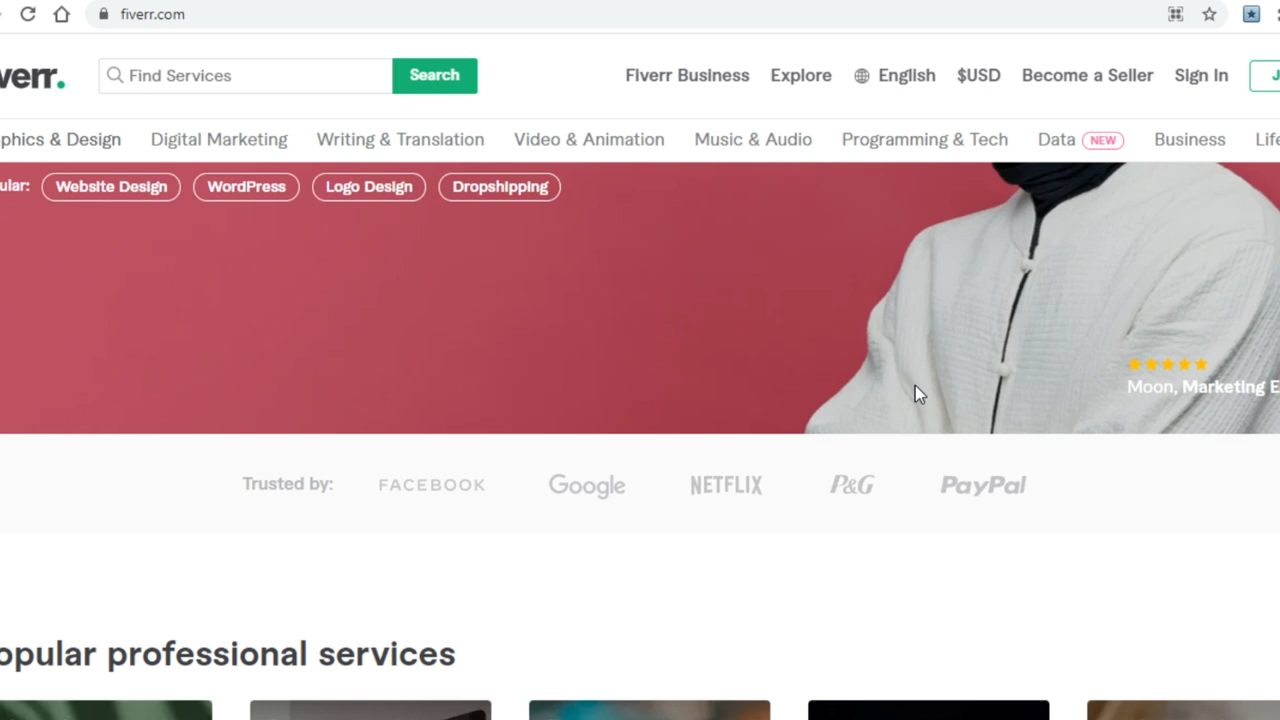 fiverr.com
verr.
Find Services
Search
Fiverr Business Explore English $USD Become a Seller Sign In J
phics & Design Digital Marketing Writing & Translation Video & Animation Music & Audio Programming & Tech Data NEW Business Life
ular: Website Design WordPress Logo Design Dropshipping
Moon, Marketing E
Trusted by: FACEBOOK Google NETFLIX P&G PayPal
opular professional services